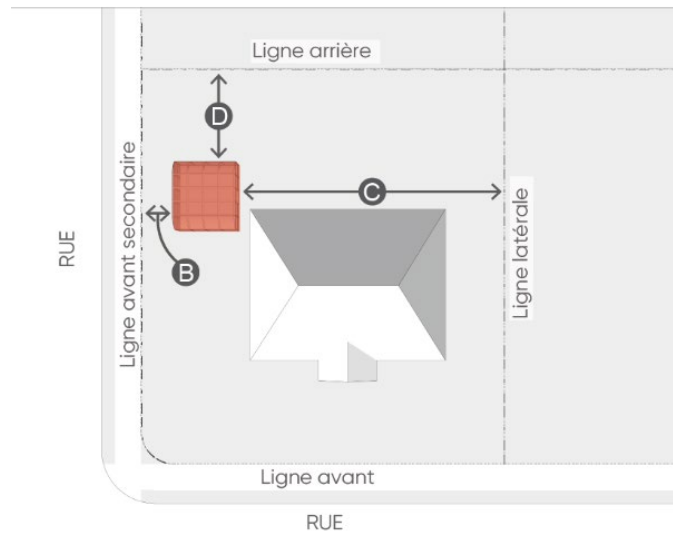 Ligne arrière
D
Ligne avant secondaire
C
RUE
Ligne latérale
B
Ligne avant
RUE